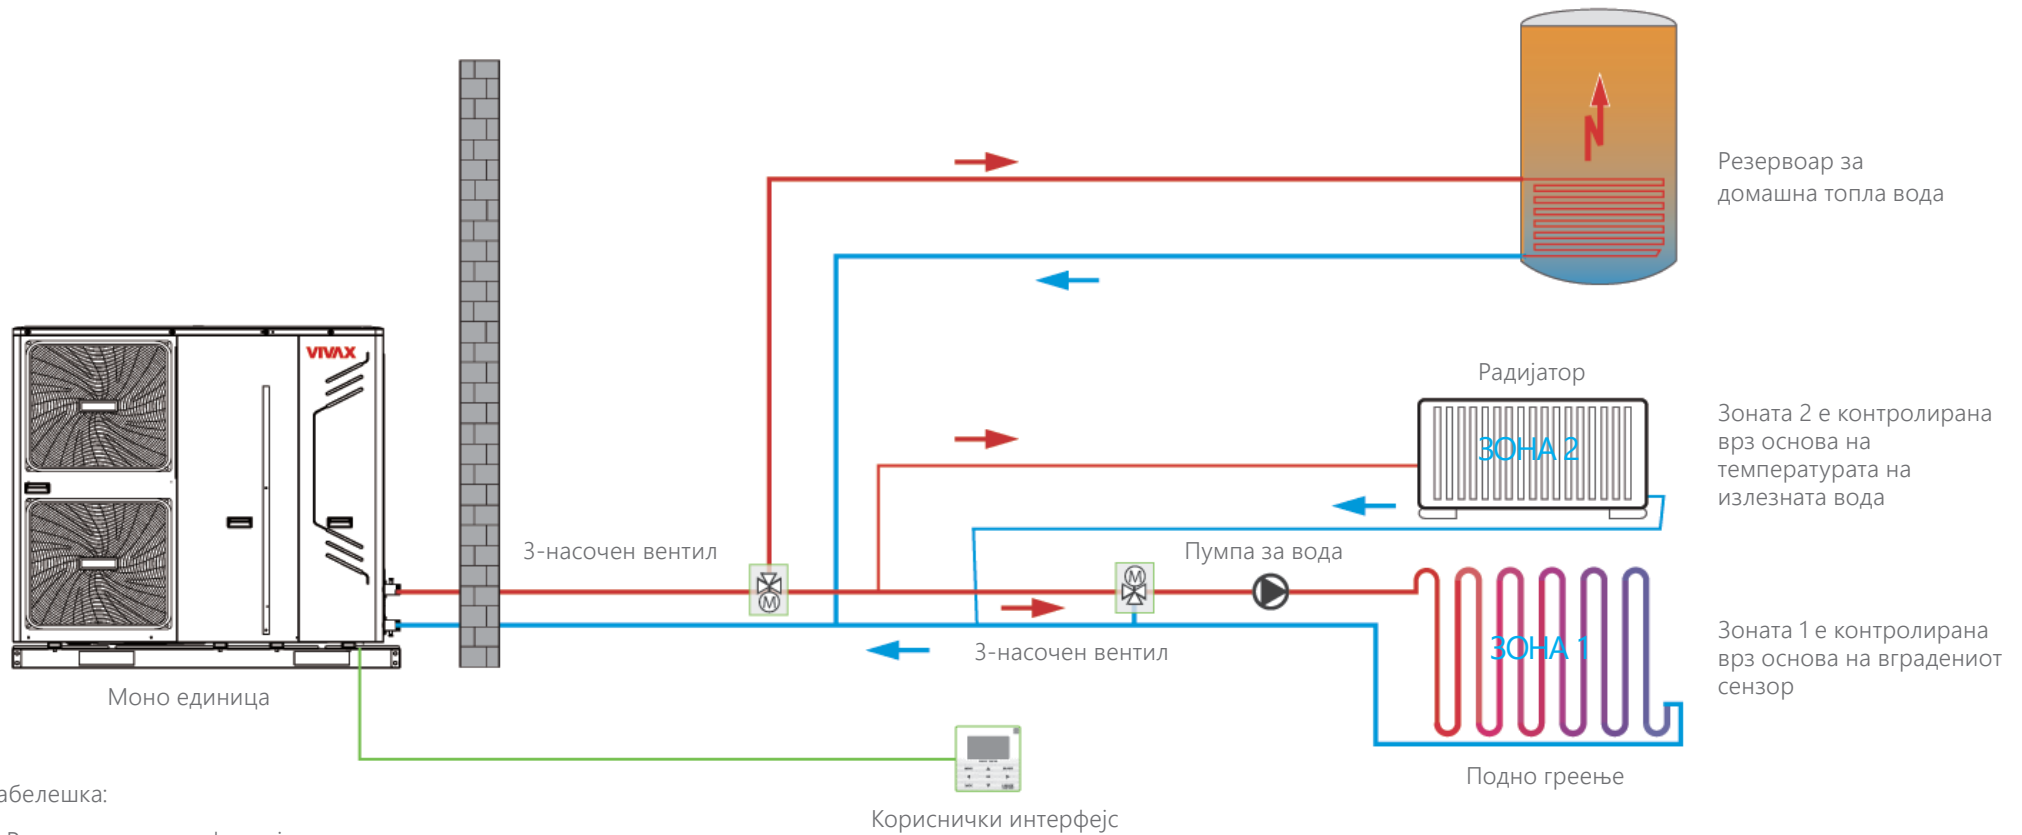 Резервоар за
домашна топла вода
VIVAX
Радијатор
ЗОНА 2
Зоната 2 е контролирана
врз основа на
температурата на
излезната вода
3-насочен вентил
Пумпа за вода
M
M
ЗОНА 1
3-насочен вентил
Зоната 1 е контролирана
врз основа на вградениот
сензор
Моно единица
Подно греење
абелешка:
Кориснички интерфејс